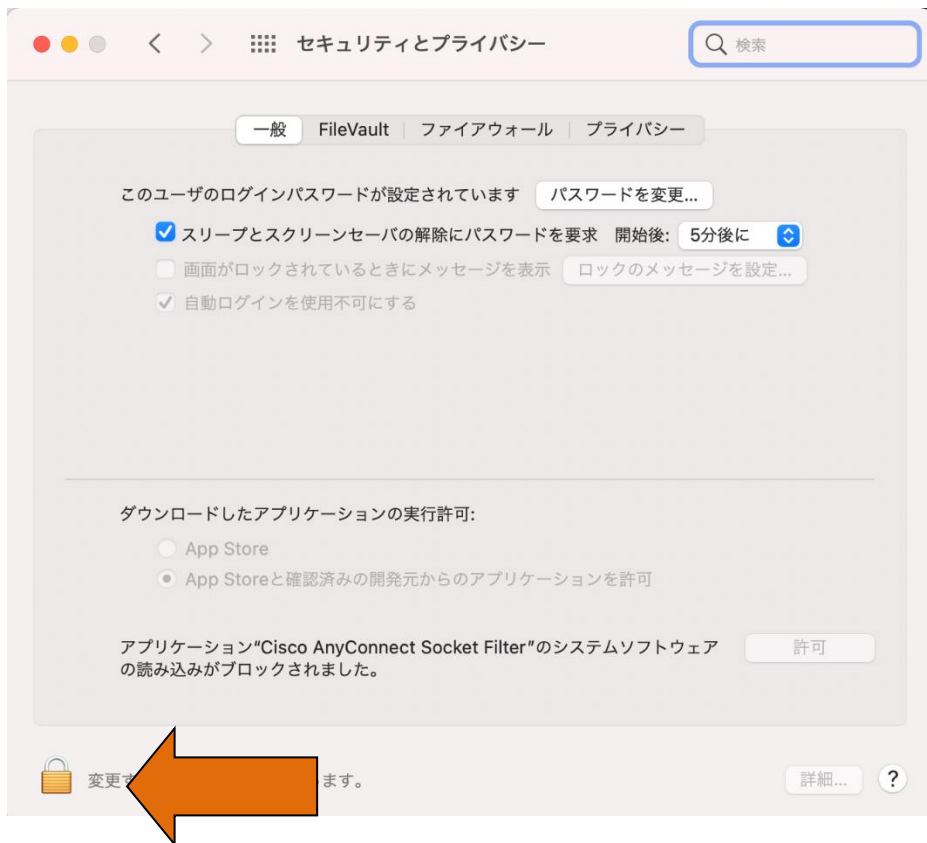 セキュリティとプライバシー
検索
一般 FileVault ファイアウォール プライバシー
このユーザのログインパスワードが設定されています パスワードを変更...
スリープとスクリーンセーバの解除にパスワードを要求 開始後: 5分後に
画面がロックされているときにメッセージを表示 ロックのメッセージを設定...
自動ログインを使用不可にする
ダウンロードしたアプリケーションの実行許可:
App Store
App Storeと確認済みの開発元からのアプリケーションを許可
アプリケーション"Cisco AnyConnect Socket Filter"のシステムソフトウェア 許可
の読み込みがブロックされました。
変更 ます。 詳細... ?